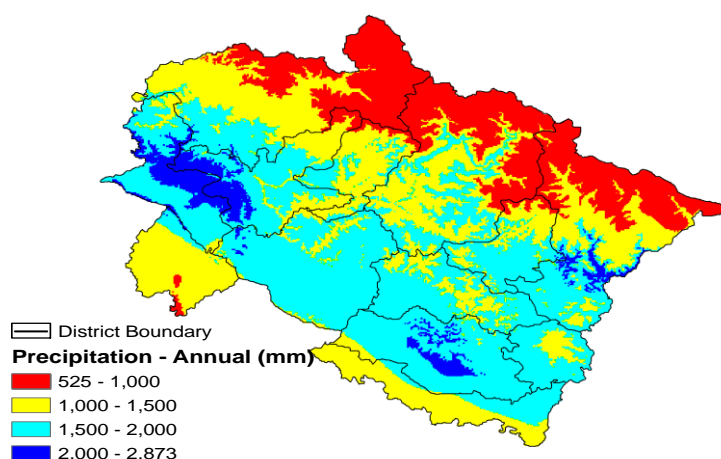 District Boundary
Precipitation - Annual (mm)
525 - 1,000
1,000 - 1,500
1,500 - 2,000
2,000 - 2,873